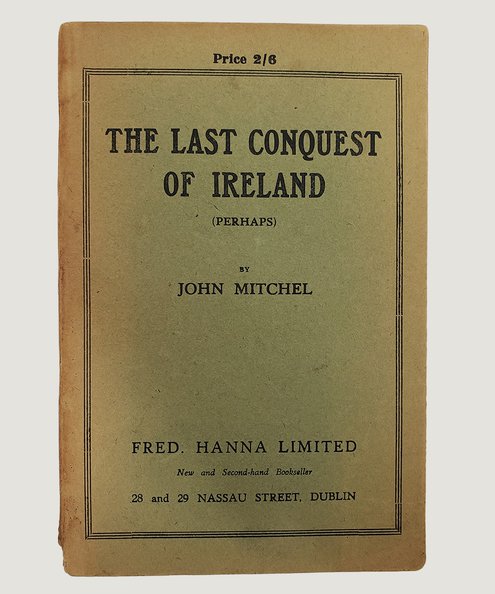 Price 2/6
THE LAST CONQUEST
OF IRELAND
(PERHAPS)
BY
JOHN MITCHEL
FRED. HANNA LIMITED
New and Second-hand Bookseller
28 and 29 NASSAU STREET, DUBLIN